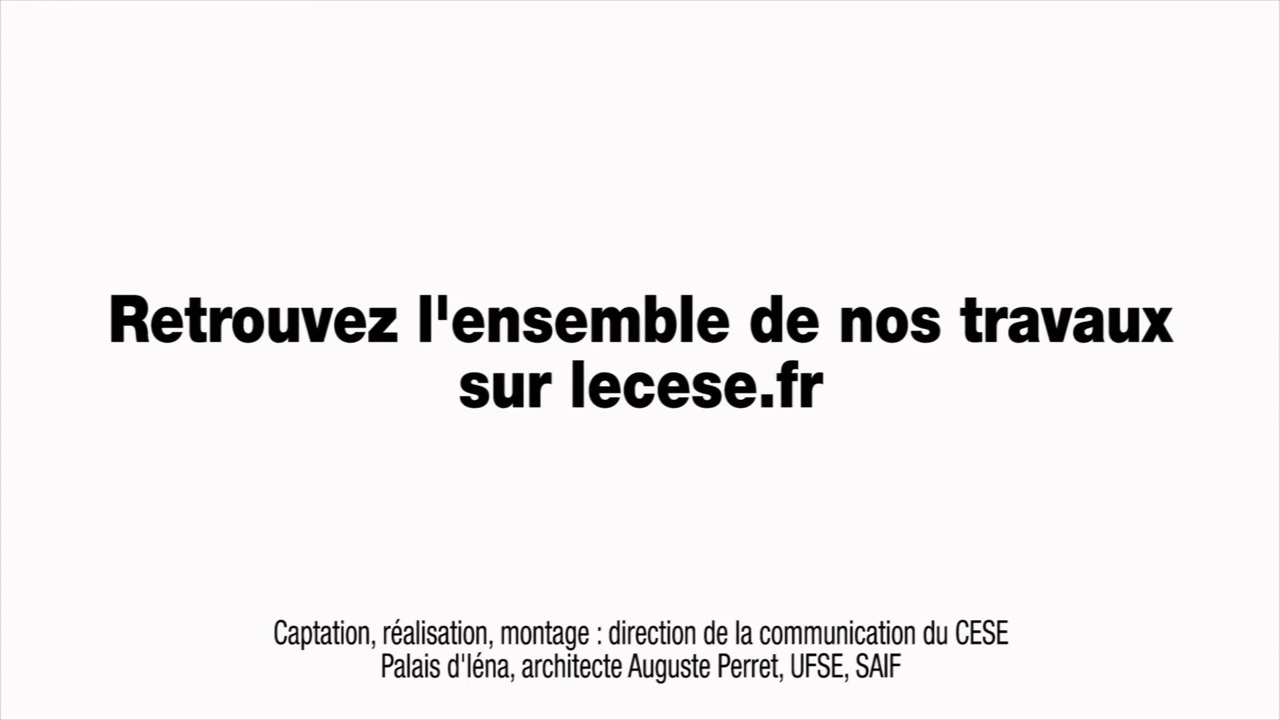 Retrouvez l'ensemble de nos travaux
sur lecese.fr
Captation, réalisation, montage : direction de la communication du CESE
Palais d'Iéna, architecte Auguste Perret, UFSE, SAIF